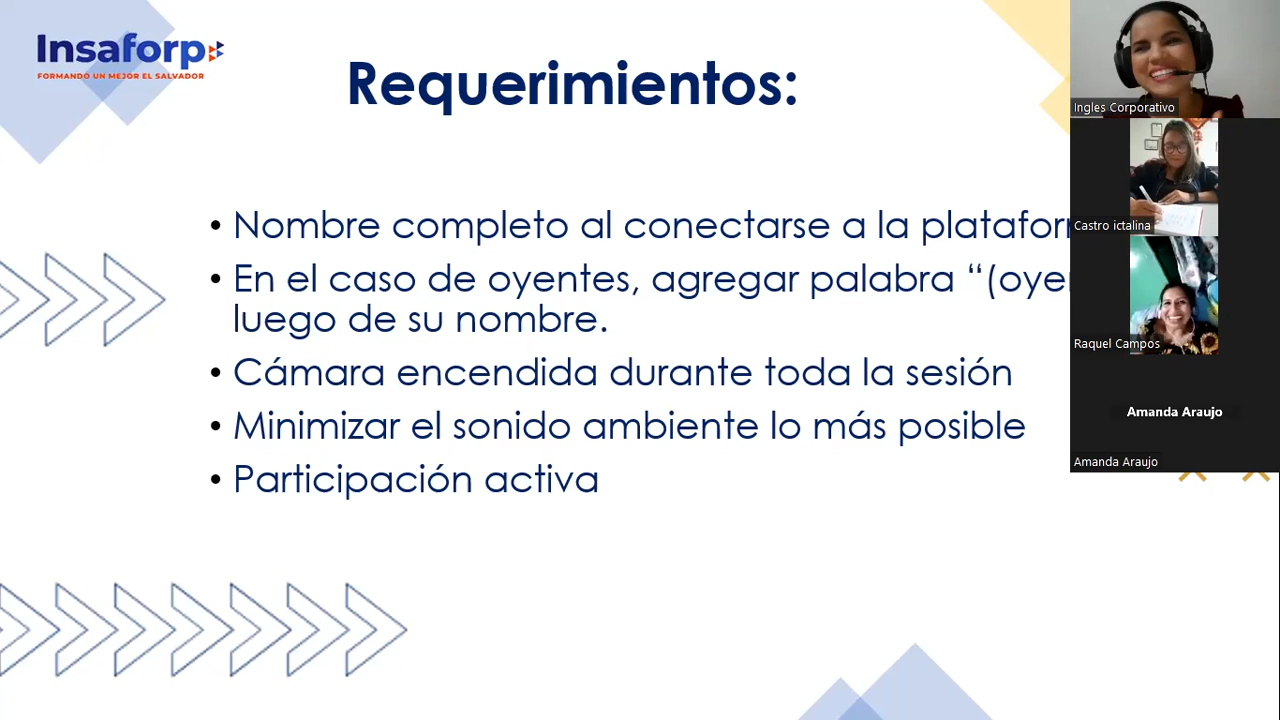 Insaforp
FORMANDO UN MEJOR EL SALVADOR
Requerimientos:
• Nombre completo al conectarse a la platafor
• En el caso de oyentes, agregar palabra “(oye
luego de su nombre.
• Cámara encendida durante toda la sesión
• Minimizar el sonido ambiente lo más posible
• Participación activa
Ingles Corporativo
Castro ictalina
Raquel Campos
Amanda Araujo
Amanda Araujo